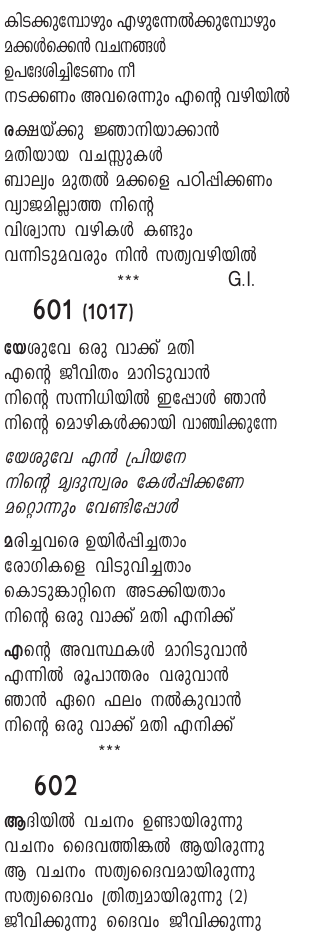 കിടക്കുമ്പോഴും എഴുന്നേൽക്കുമ്പോഴും
മക്കൾക്കെൻ വചനങ്ങൾ
ഉപദേശിച്ചിടേണം നീ
നടക്കണം അവരെന്നും എന്റെ വഴിയിൽ
രക്ഷയ്ക്കു ജ്ഞാനിയാക്കാൻ
മതിയായ വചസ്സുകൾ
ബാല്യം മുതൽ മക്കളെ പഠിപ്പിക്കണം
വ്യാജമില്ലാത്ത നിന്റെ
വിശ്വാസ വഴികൾ കണ്ടും
വന്നിടുമവരും നിൻ സത്യവഴിയിൽ
***
G.I.
601 (1017)
യേശുവേ ഒരു വാക്ക് മതി
എന്റെ ജീവിതം മാറിടുവാൻ
നിന്റെ സന്നിധിയിൽ ഇപ്പോൾ ഞാൻ
നിന്റെ മൊഴികൾക്കായി വാഞ്ചിക്കുന്നേ
യേശുവേ എൻ പ്രിയനേ
നിന്റെ മൃദുസ്വരം കേൾപ്പിക്കണേ
മറ്റൊന്നും വേണ്ടിപ്പോൾ
മരിച്ചവരെ ഉയിർപ്പിച്ചതാം
രോഗികളെ വിടുവിച്ചതാം
കൊടുങ്കാറ്റിനെ അടക്കിയതാം
നിന്റെ ഒരു വാക്ക് മതി എനിക്ക്
എന്റെ അവസ്ഥകൾ മാറിടുവാൻ
എന്നിൽ രൂപാന്തരം വരുവാൻ
ഞാൻ ഏറെ ഫലം നൽകുവാൻ
നിന്റെ ഒരു വാക്ക് മതി എനിക്ക്
***
602
ആദിയിൽ വചനം ഉണ്ടായിരുന്നു
വചനം ദൈവത്തിങ്കൽ ആയിരുന്നു
ആ വചനം സത്യദൈവമായിരുന്നു
സത്യദൈവം ത്രിത്വമായിരുന്നു (2)
ജീവിക്കുന്നു ദൈവം ജീവിക്കുന്നു